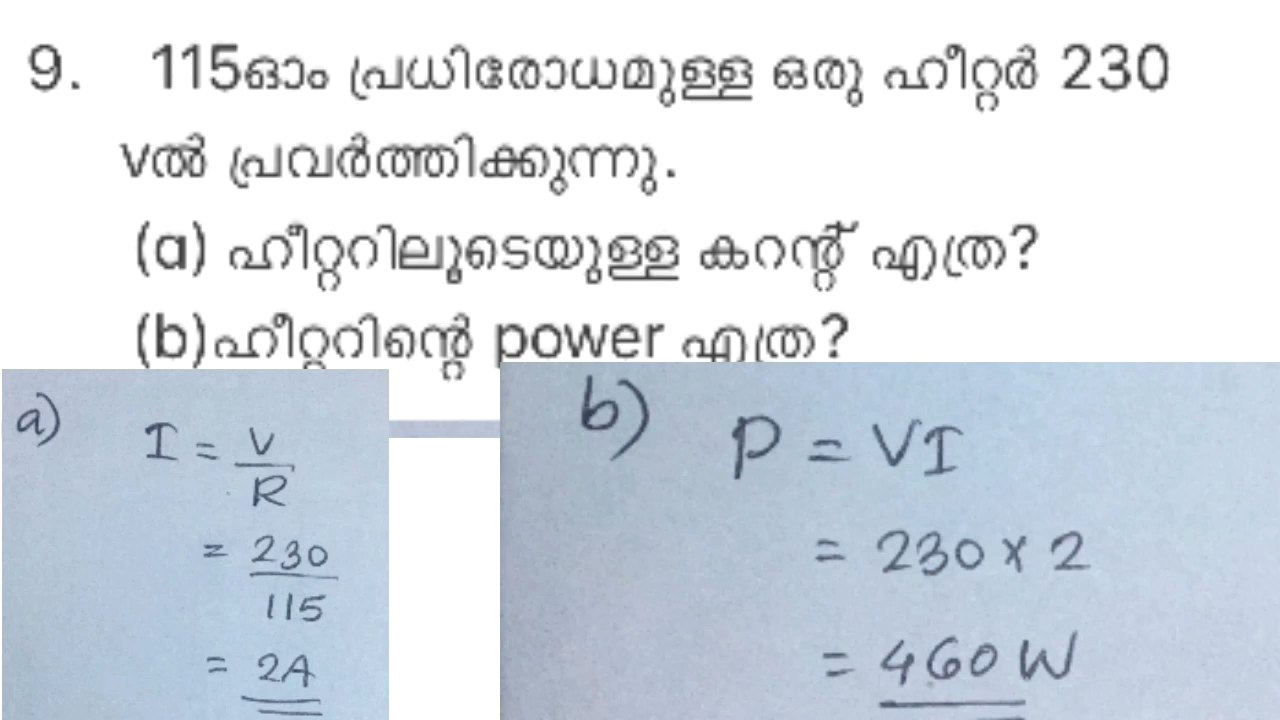 9. 115ഓം പ്രധിരോധമുള്ള ഒരു ഹീറ്റർ 230
Vൽ പ്രവർത്തിക്കുന്നു.
(a) ഹീറ്ററിലൂടെയുള്ള കറന്റ് എത്ര?
(b)ഹീറ്ററിന്റെ power എത്ര?
a)
I = V/R
= 230/115
= 2A
b)
P = VI
= 230 x 2
= 460 W